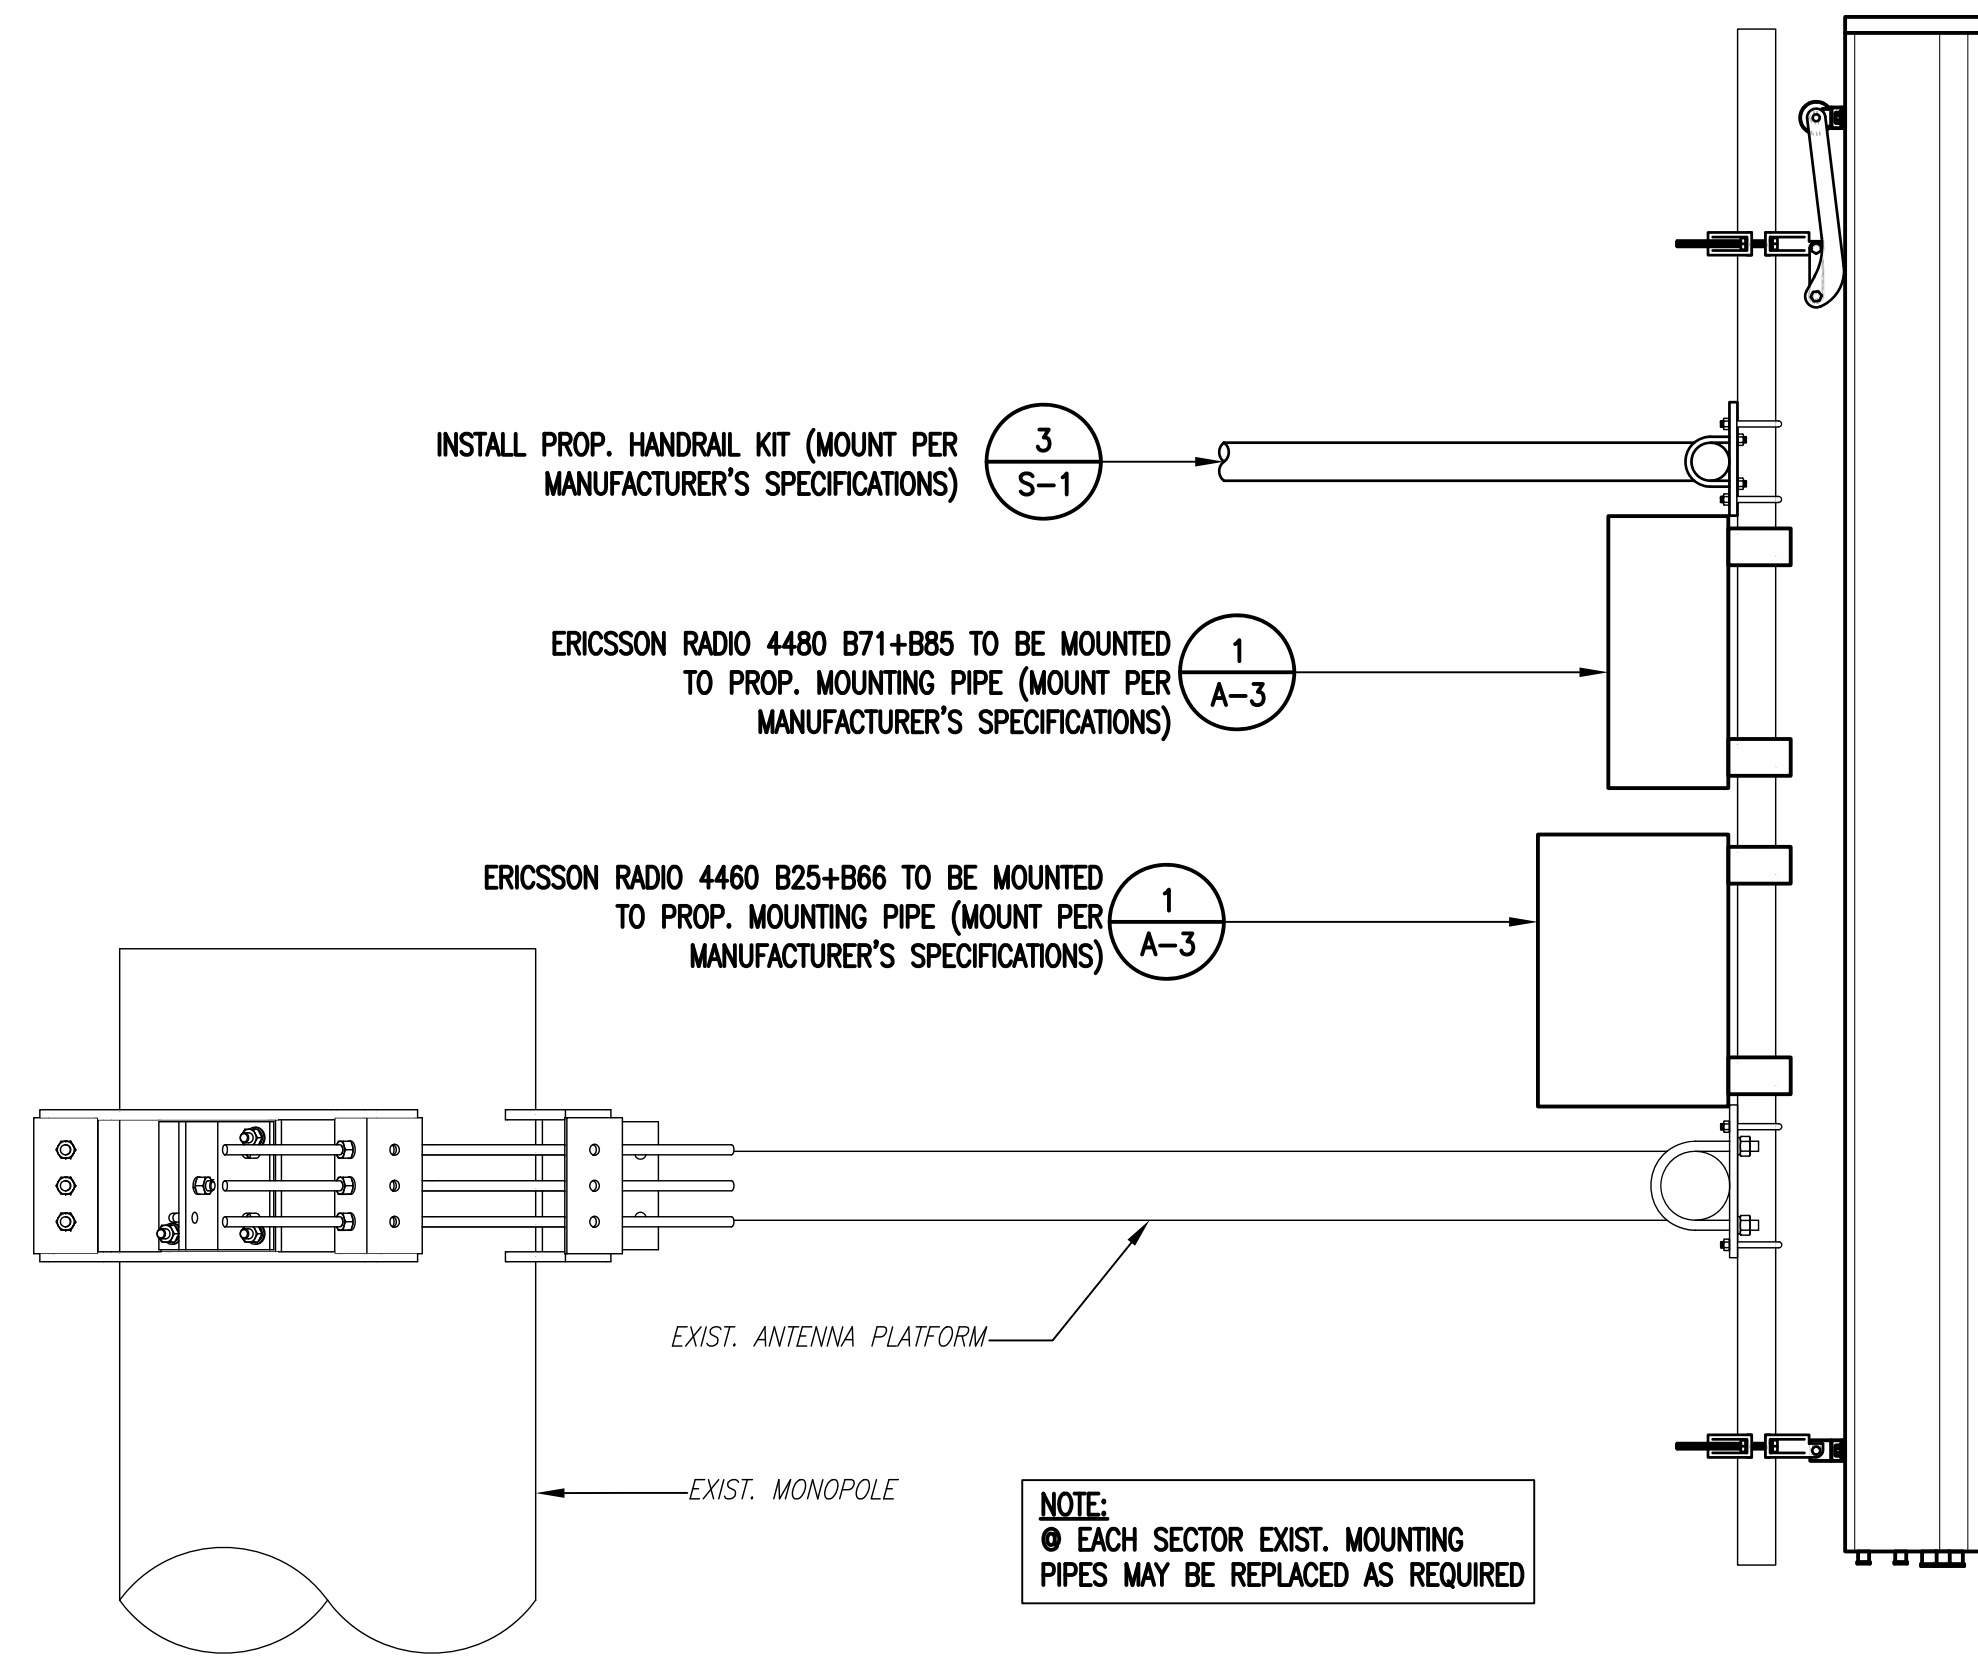 INSTALL PROP. HANDRAIL KIT (MOUNT PER
MANUFACTURER'S SPECIFICATIONS)
3
S-1
ERICSSON RADIO 4480 B71+B85 TO BE MOUNTED
TO PROP. MOUNTING PIPE (MOUNT PER
MANUFACTURER'S SPECIFICATIONS)
1
A-3
ERICSSON RADIO 4460 B25+B66 TO BE MOUNTED
TO PROP. MOUNTING PIPE (MOUNT PER
MANUFACTURER'S SPECIFICATIONS)
1
A-3
EXIST. ANTENNA PLATFORM
EXIST. MONOPOLE
NOTE:
@ EACH SECTOR EXIST. MOUNTING
PIPES MAY BE REPLACED AS REQUIRED